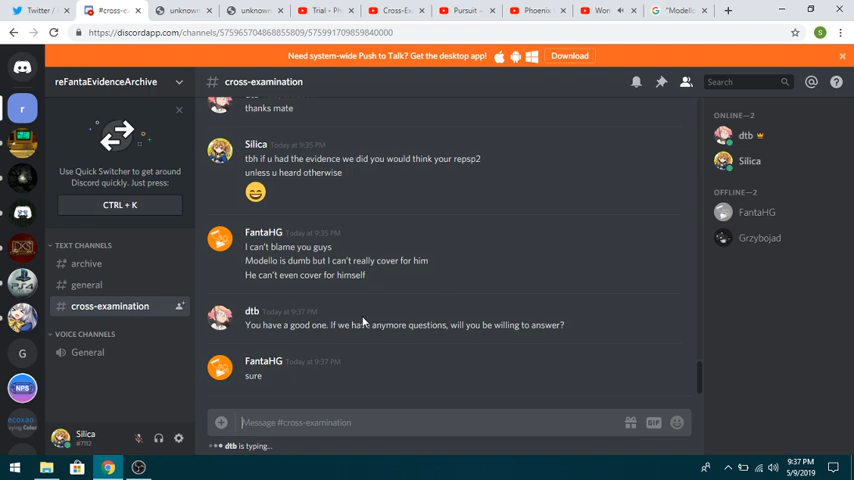 Twitter /
#cross-ex
unknown
unknown
Trial - Ph
Cross-Ex
Pursuit -
Phoenix
Won
"Modello
https://discordapp.com/channels/575965704868855809/575991709859840000
Need system-wide Push to Talk? Get the desktop app!
Download
reFantaEvidenceArchive
# cross-examination
Search
Use Quick Switcher to get around
Discord quickly. Just press:
CTRL + K
TEXT CHANNELS
# archive
# general
# cross-examination
VOICE CHANNELS
General
Silica
#7112
r
G
NPS
thanks mate
Silica Today at 9:35 PM
tbh if u had the evidence we did you would think your repsp2
unless u heard otherwise
FantaHG Today at 9:35 PM
I can't blame you guys
Modello is dumb but I can't really cover for him
He can't even cover for himself
dtb Today at 9:37 PM
You have a good one. If we have anymore questions, will you be willing to answer?
FantaHG Today at 9:37 PM
sure
Message #cross-examination
GIF
dtb is typing...
ONLINE—2
dtb
Silica
OFFLINE—2
FantaHG
Grzybojad
9:37 PM
5/9/2019